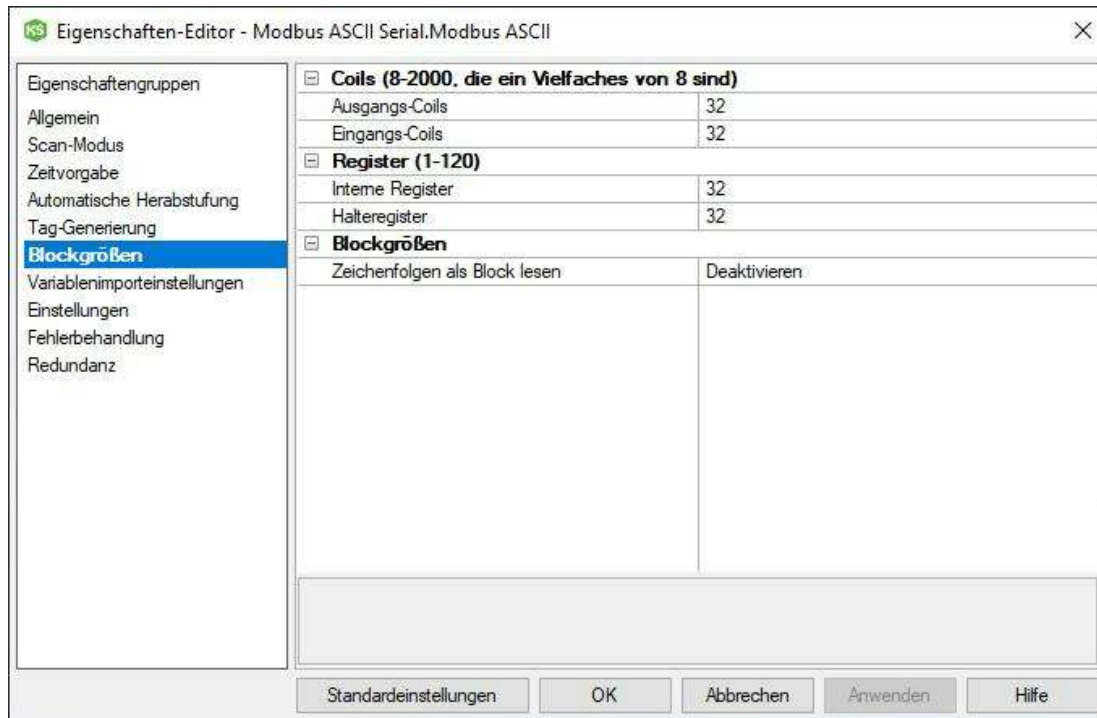 KS Eigenschaften-Editor - Modbus ASCII Serial.Modbus ASCII
Eigenschaftengruppen
Allgemein
Scan-Modus
Zeitvorgabe
Automatische Herabstufung
Tag-Generierung
Blockgrößen
Variablenimporteinstellungen
Einstellungen
Fehlerbehandlung
Redundanz
Coils (8-2000, die ein Vielfaches von 8 sind)
Ausgangs-Coils 32
Eingangs-Coils 32
Register (1-120)
Interne Register 32
Halteregister 32
Blockgrößen
Zeichenfolgen als Block lesen Deaktivieren
Standardeinstellungen OK Abbrechen Anwenden Hilfe